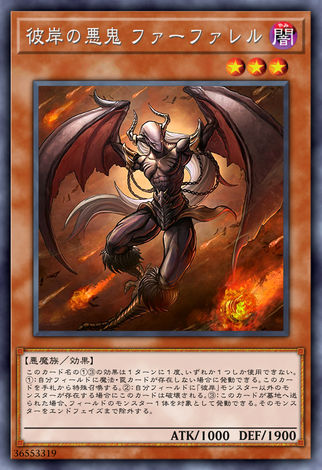 彼岸の悪鬼 ファーファレル
闇
やみ
【悪魔族/効果】
このカード名の①③の効果は1ターンに1度、いずれか1つしか使用できない。
①:自分フィールドに魔法・罠カードが存在しない場合に発動できる。このカー
ドを手札から特殊召喚する。②:自分フィールドに「彼岸」モンスター以外のモ
ンスターが存在する場合にこのカードは破壊される。③:このカードが墓地へ送
られた場合、フィールドのモンスター1体を対象として発動できる。そのモン
スターをエンドフェイズまで除外する。
ATK/1000 DEF/1900
36553319